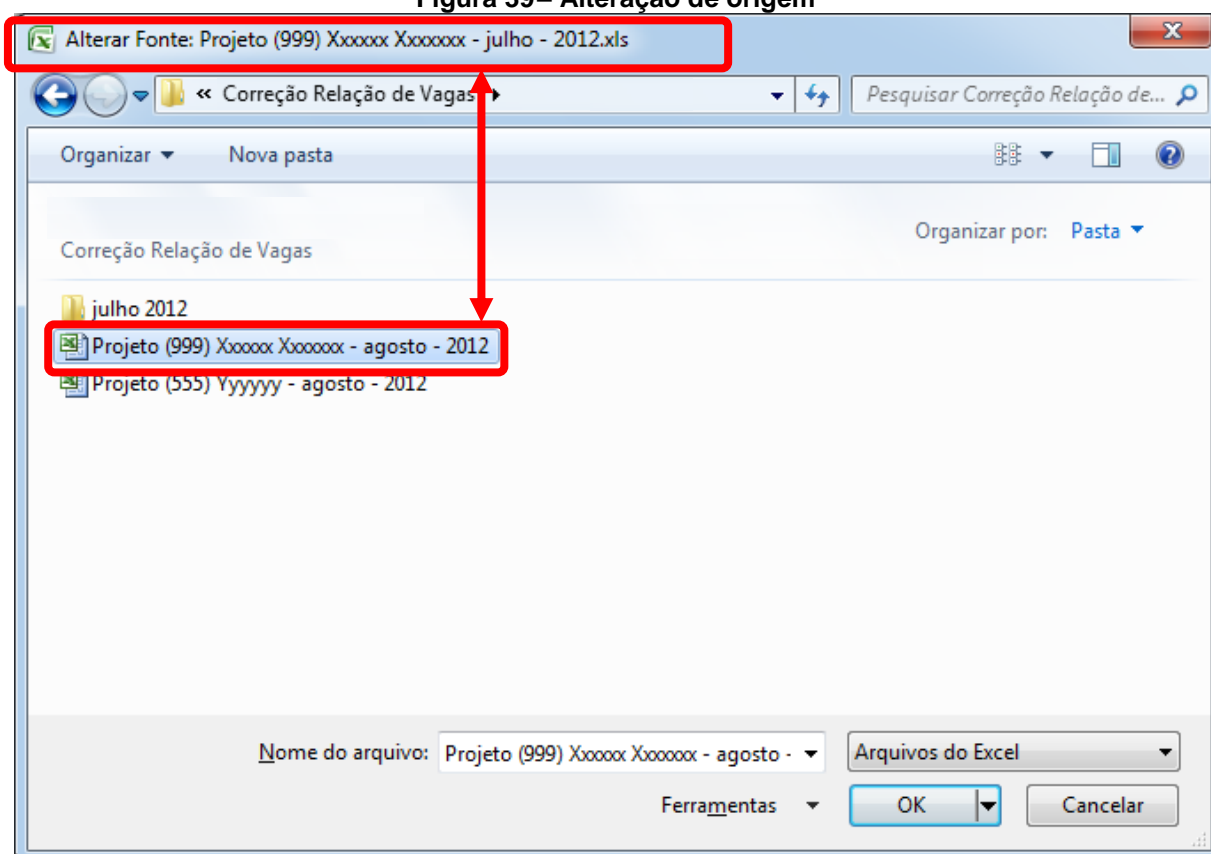 Figura 39– Alteração de origem
Alterar Fonte: Projeto (999) Xxxxxx Xxxxxxx - julho - 2012.xls
« Correção Relação de Vagas
Pesquisar Correção Relação de...
Organizar
Nova pasta
Organizar por: Pasta
Correção Relação de Vagas
julho 2012
Projeto (999) Xxxxxx Xxxxxxx - agosto - 2012
Projeto (555) Yyyyyy - agosto - 2012
Nome do arquivo: Projeto (999) Xxxxxx Xxxxxxx - agosto -
Arquivos do Excel
Ferramentas
OK
Cancelar